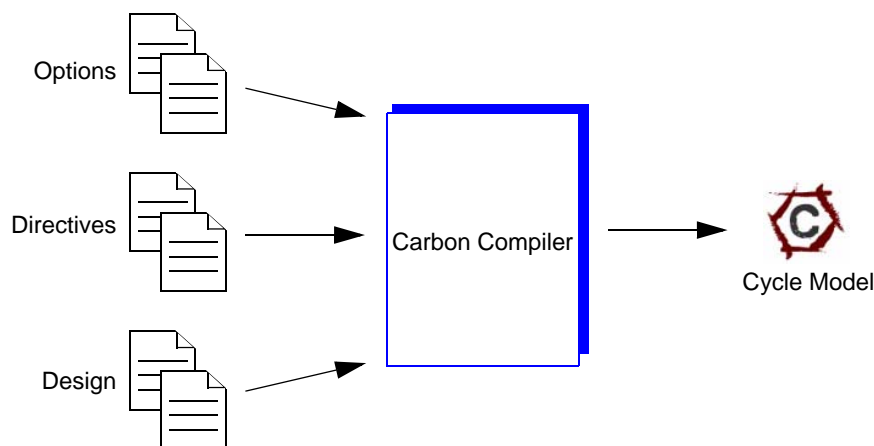 Options
Directives
Carbon Compiler
C
Cycle Model
Design